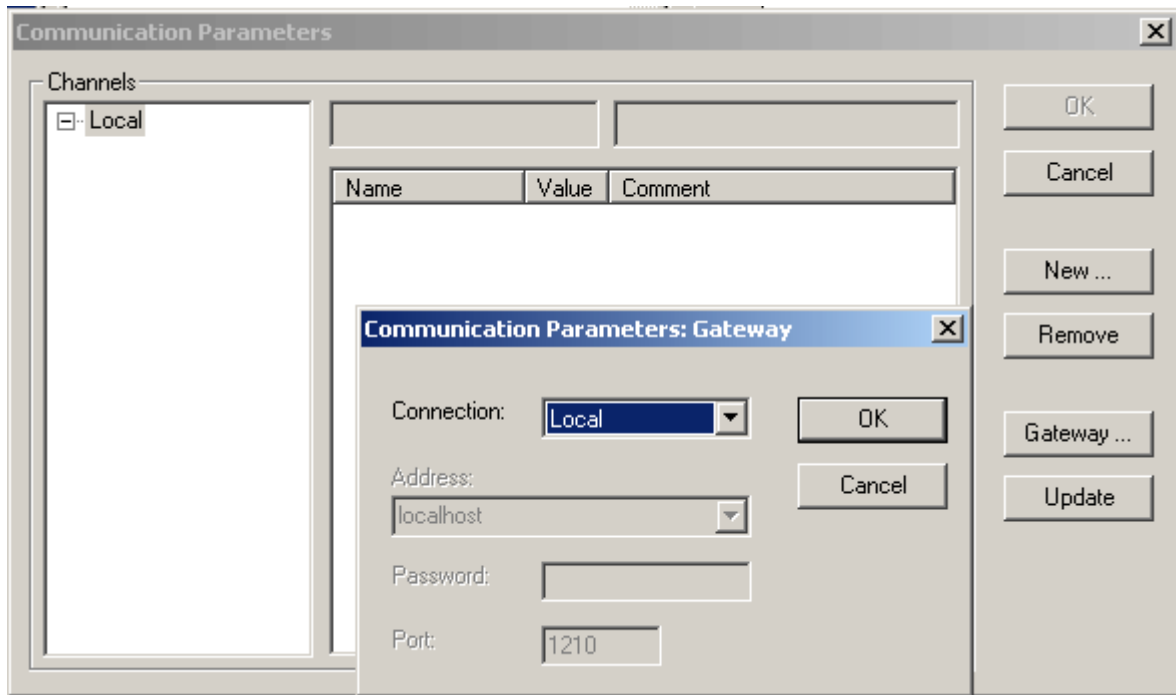 Communication Parameters
Channels
Local
OK
Cancel
Name Value Comment
New ...
Remove
Gateway ...
Update
Communication Parameters: Gateway
Connection: Local
OK
Address:
Cancel
localhost
Password:
Port: 1210